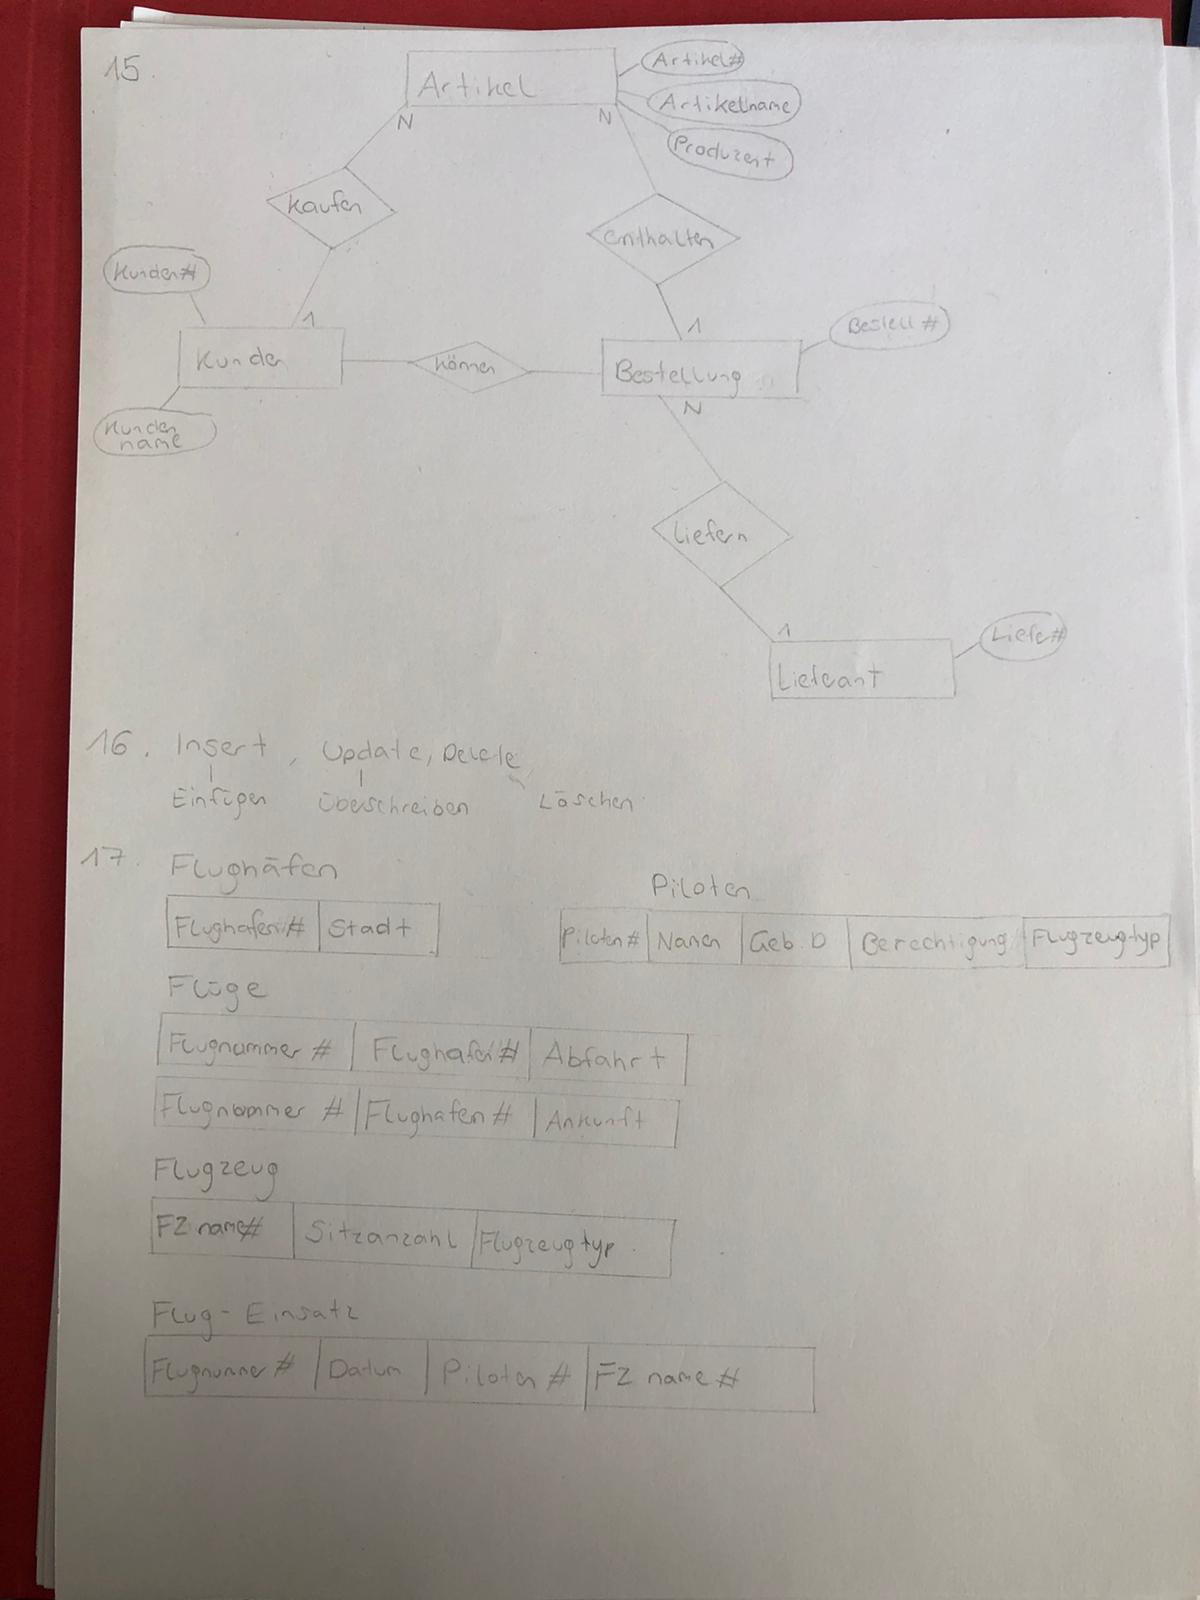 15.
Artikel
Artikel#
Artikelname
Produzent
N
N
kaufen
enthalten
Kunden#
1
1
Bestell #
Kunden
können
Bestellung
Kunden
name
N
Liefern
1
Liefe#
Lieferant
16. Insert, Update, Delete
Einfügen Überschreiben Löschen
17. Flughäfen
Flughafen# Stadt
Piloten
Piloten# Namen Geb. D Berechtigung Flugzeugtyp
Flüge
Flugnummer # Flughafen# Abfahrt
Flugnummer # Flughafen # Ankunft
Flugzeug
FZ name# Sitzanzahl Flugzeugtyp
Flug-Einsatz
Flugnummer # Datum Piloten # FZ name #